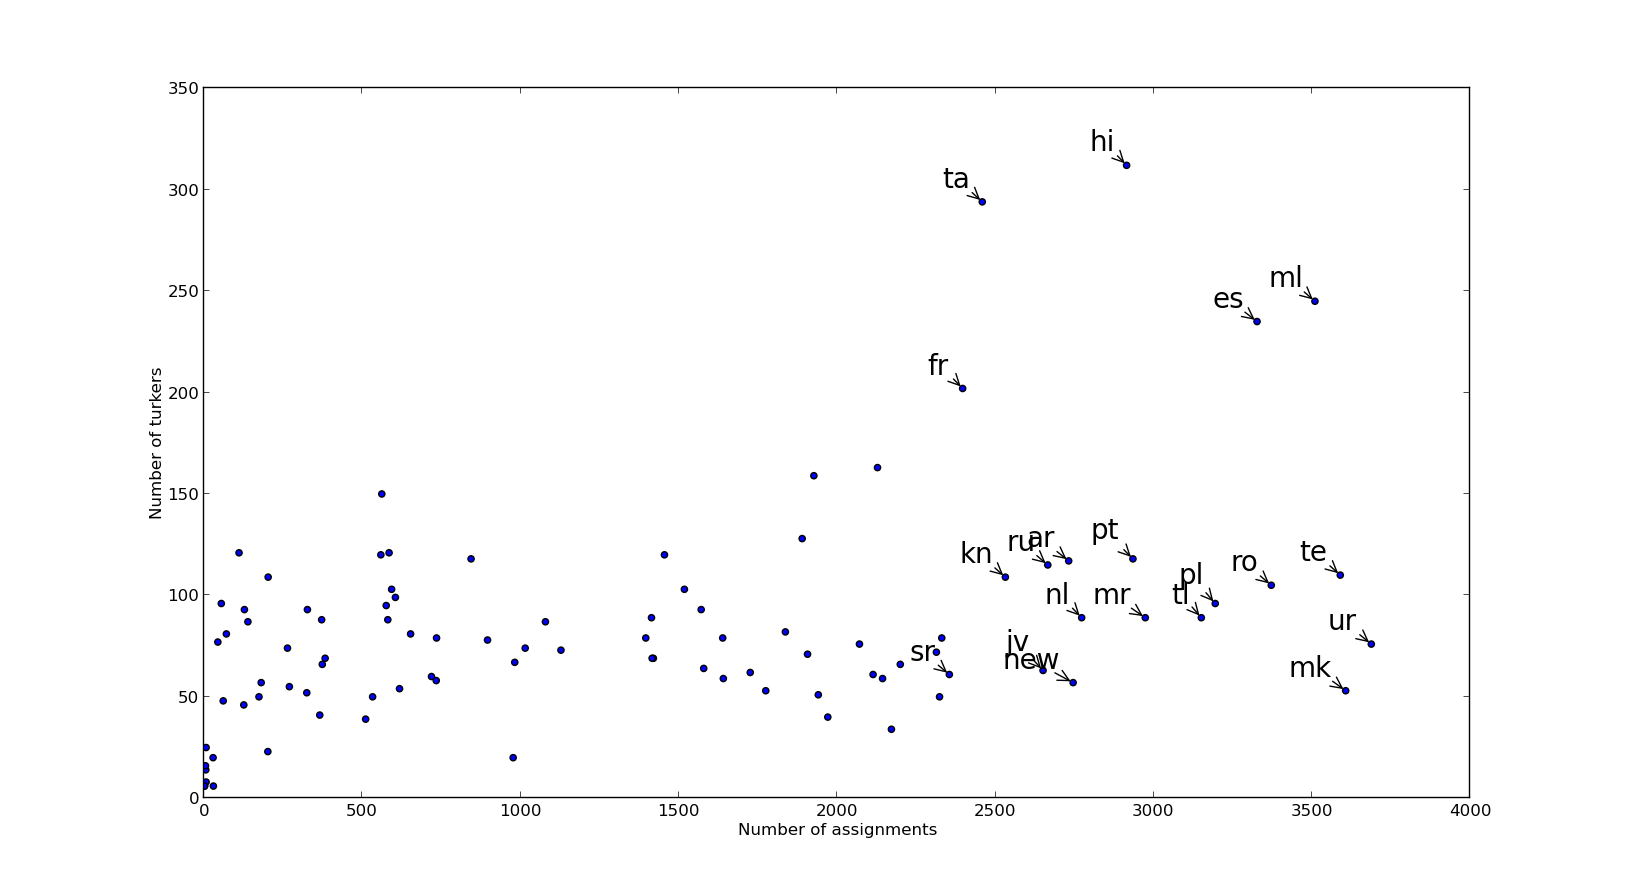 350
300
250
200
150
100
50
0
hi
ta
ml
es
fr
pt
ar
ru
kn
te
ro
pl
nl
mr
tl
ur
jv
sr
new
mk
0 500 1000 1500 2000 2500 3000 3500 4000
Number of assignments
Number of turkers